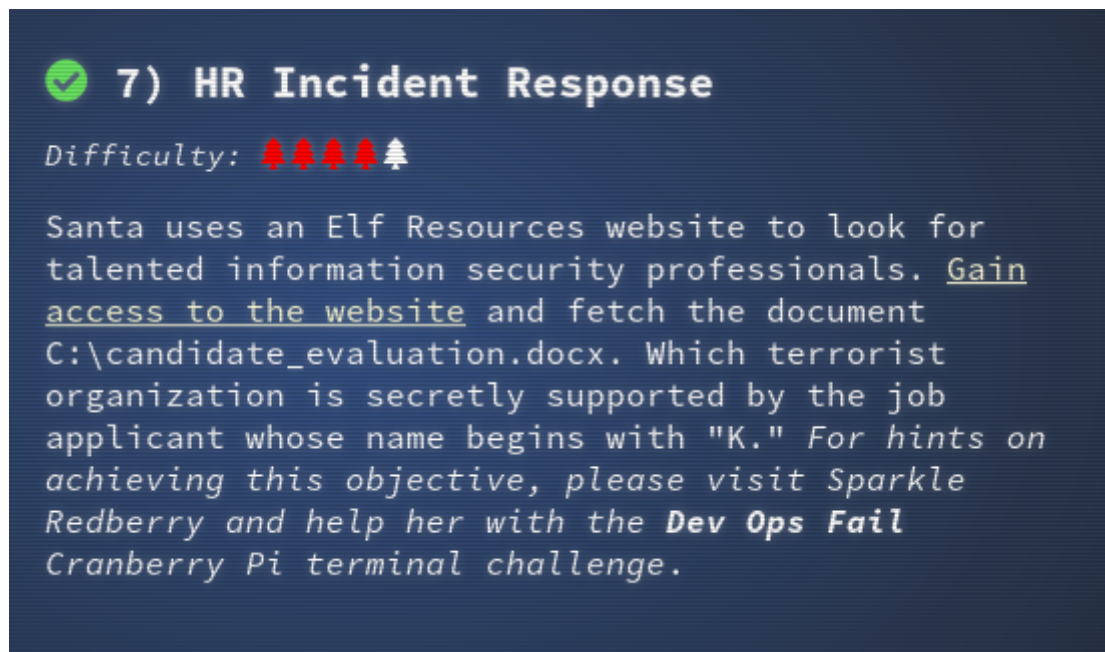 7) HR Incident Response
Difficulty:
Santa uses an Elf Resources website to look for
talented information security professionals. Gain
access to the website and fetch the document
C:\candidate_evaluation.docx. Which terrorist
organization is secretly supported by the job
applicant whose name begins with "K." For hints on
achieving this objective, please visit Sparkle
Redberry and help her with the Dev Ops Fail
Cranberry Pi terminal challenge.